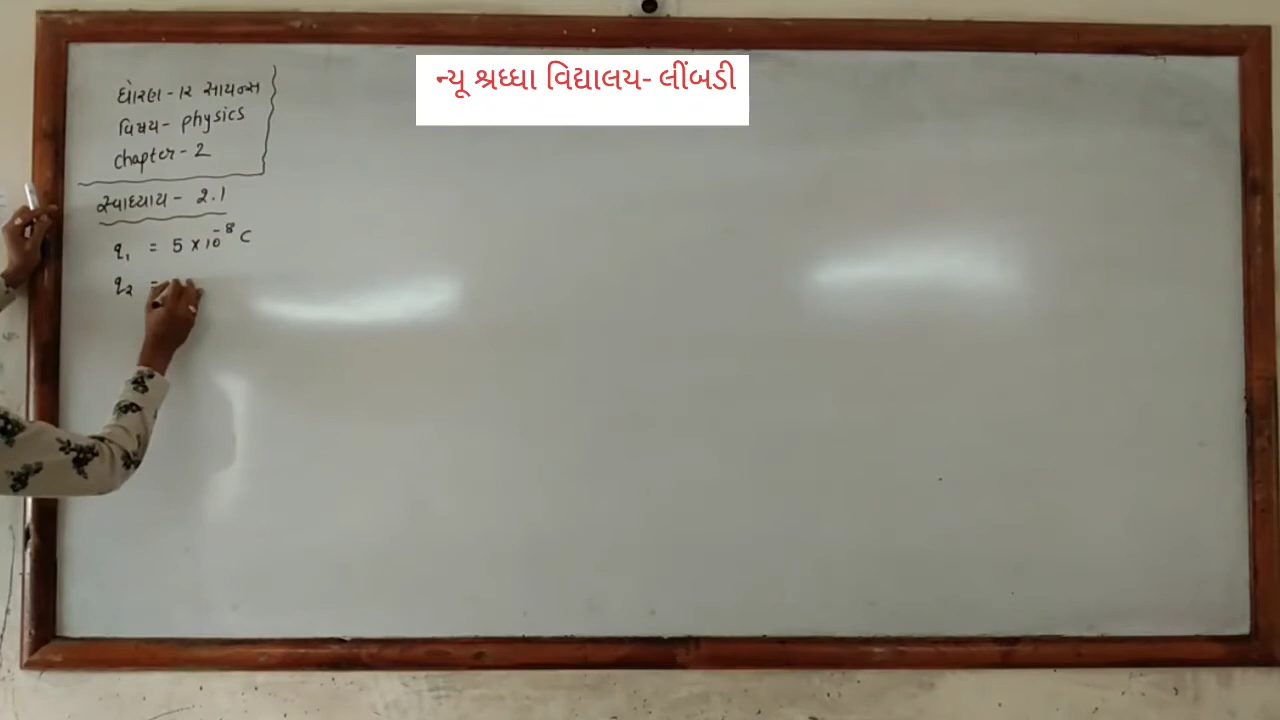 ન્યૂ શ્રધ્ધા વિદ્યાલય- લીંબડી
ધોરણ - ૧૨ સાયન્સ
વિષય - physics
chapter - 2
સ્વાધ્યાય - 2.1
q₁ = 5 × 10⁻⁸ C
q₂ =